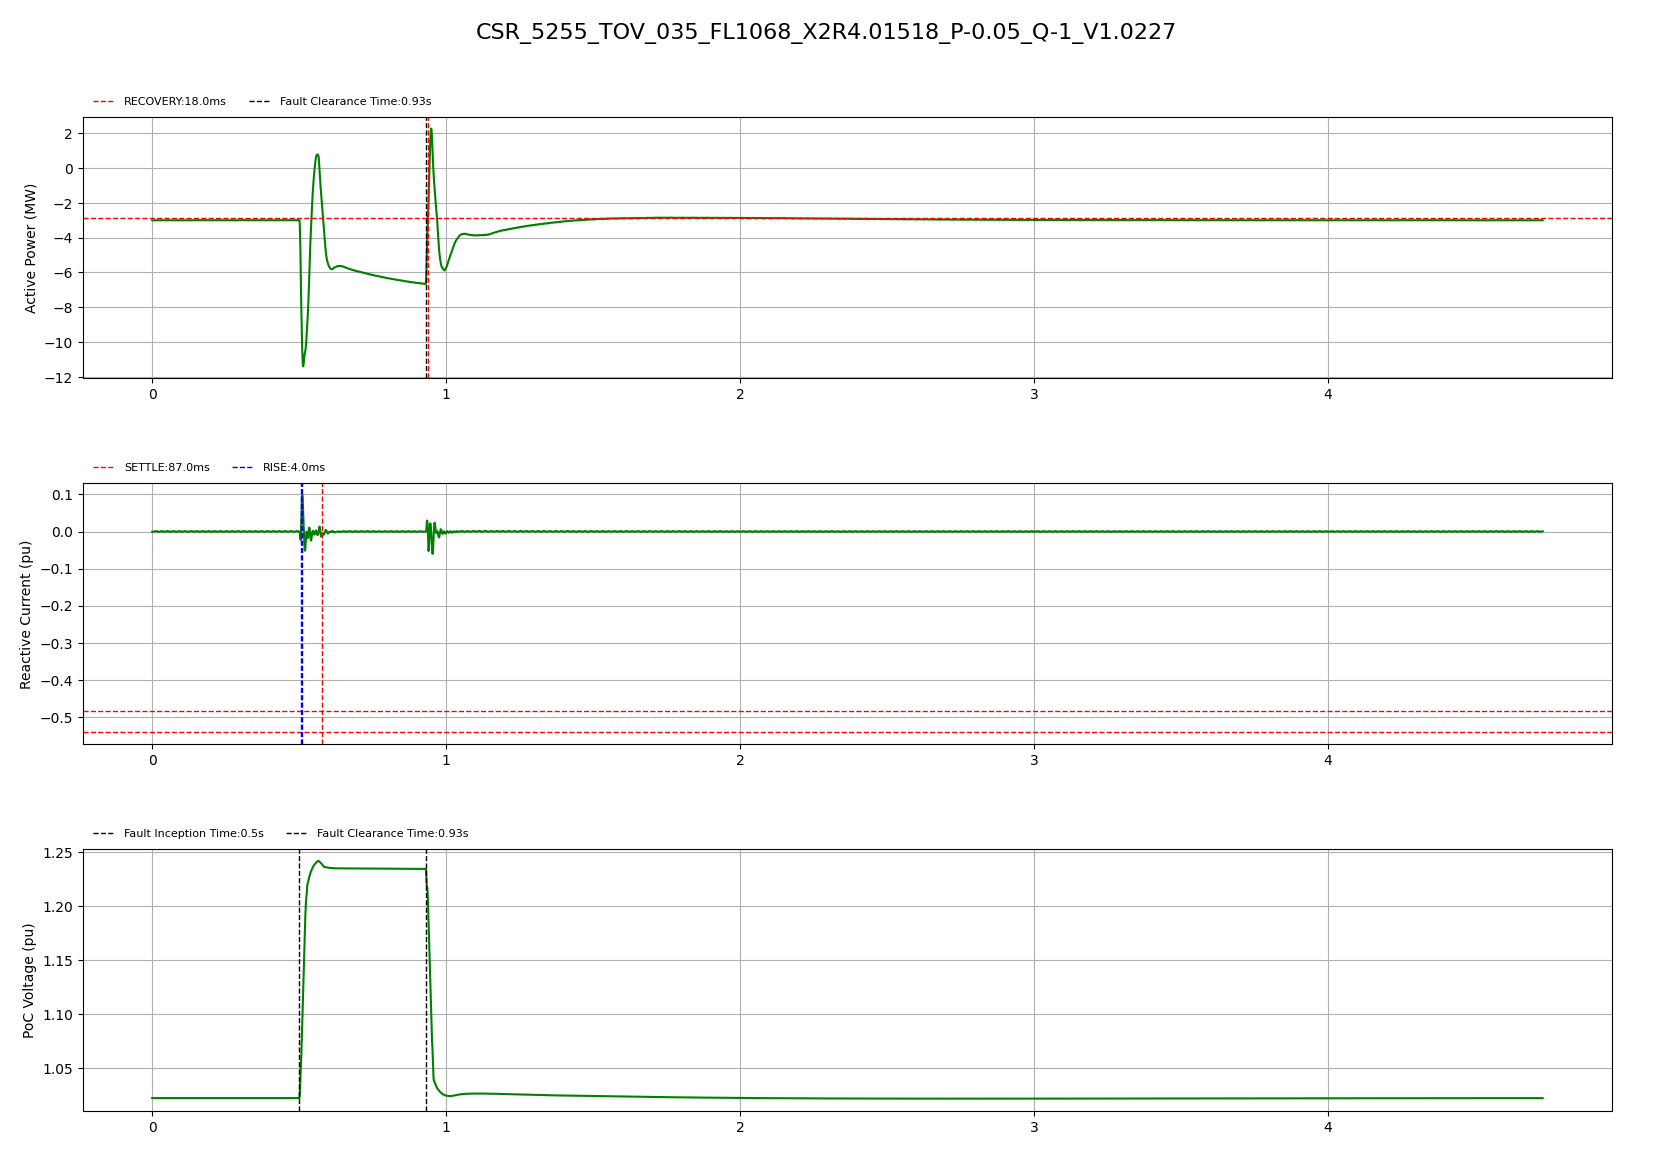 CSR_5255_TOV_035_FL1068_X2R4.01518_P-0.05_Q-1_V1.0227
RECOVERY:18.0ms Fault Clearance Time:0.93s
Active Power (MW)
2
0
−2
−4
−6
−8
−10
−12
0 1 2 3 4
SETTLE:87.0ms RISE:4.0ms
Reactive Current (pu)
0.1
0.0
−0.1
−0.2
−0.3
−0.4
−0.5
0 1 2 3 4
Fault Inception Time:0.5s Fault Clearance Time:0.93s
PoC Voltage (pu)
1.25
1.20
1.15
1.10
1.05
0 1 2 3 4